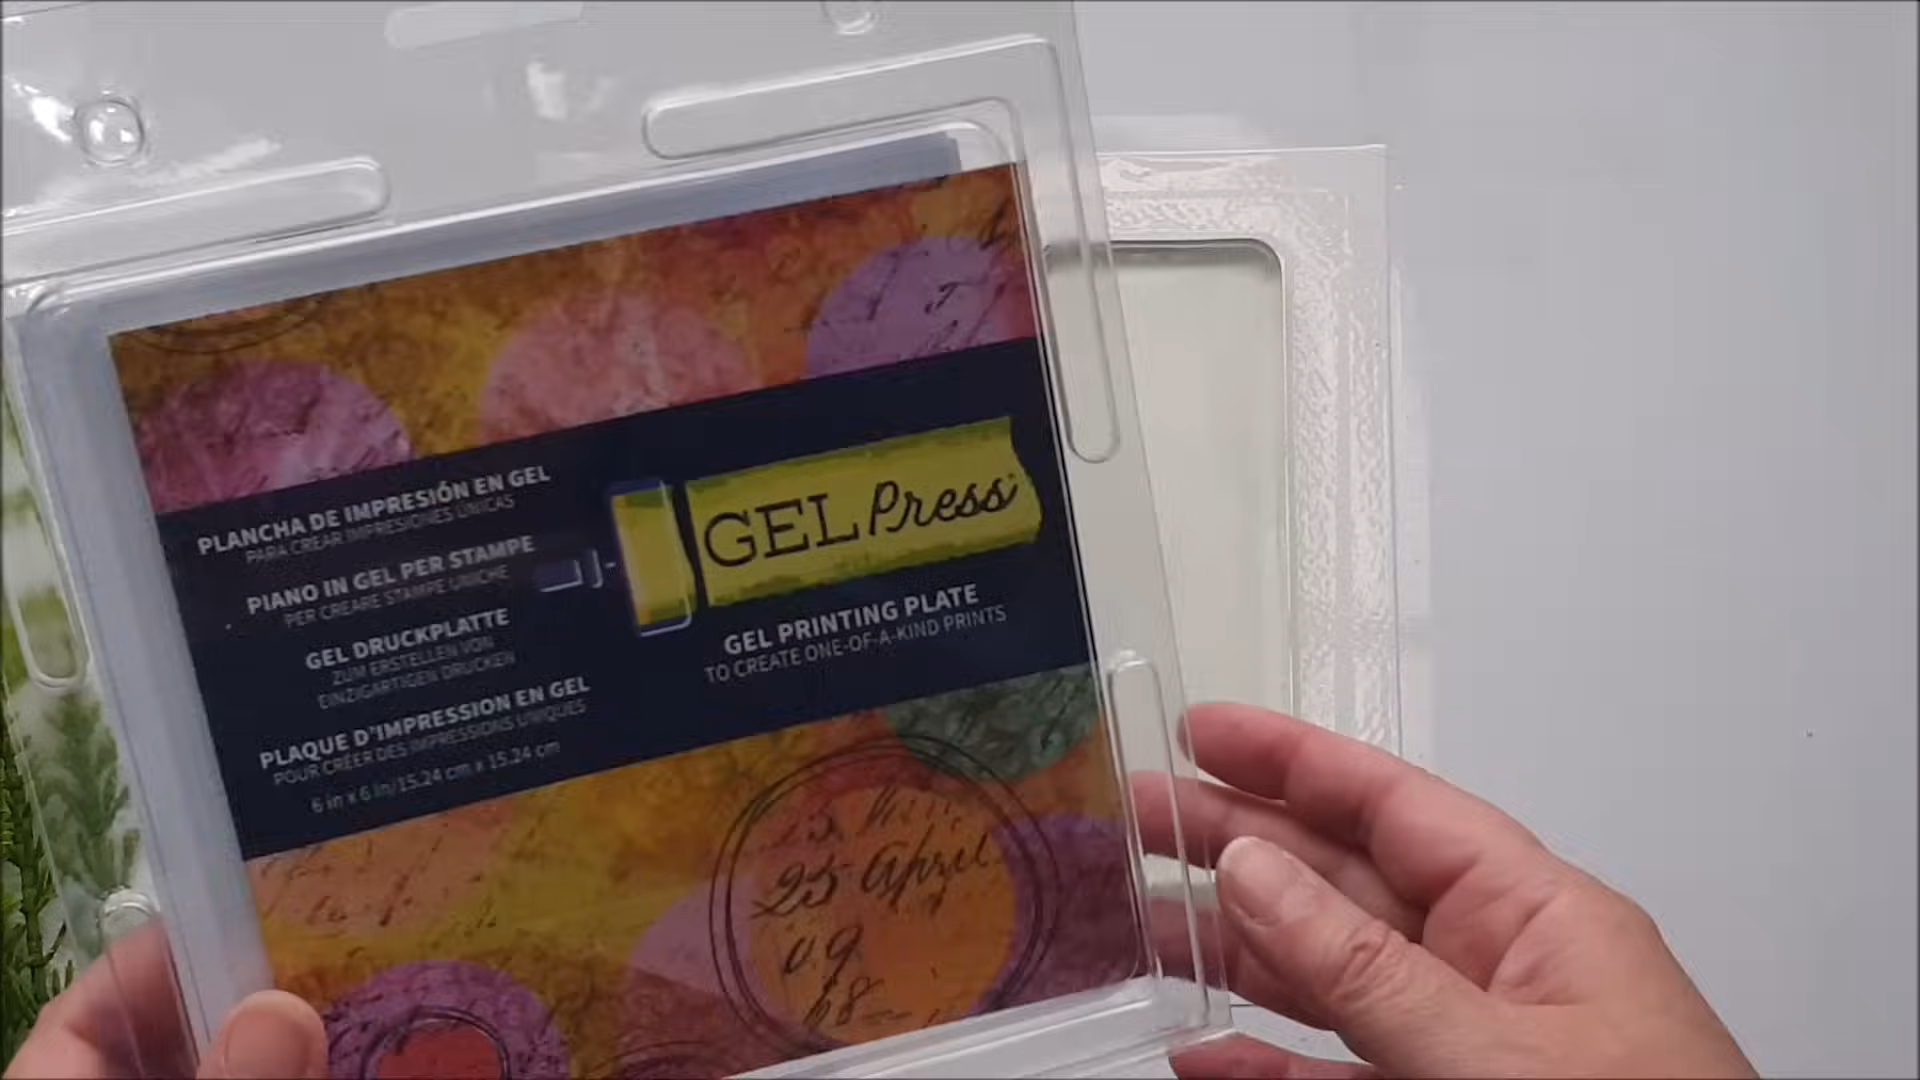 PLANCHA DE IMPRESIÓN EN GEL
PARA CREAR IMPRESIONES ÚNICAS
PIANO IN GEL PER STAMPE
PER CREARE STAMPE UNICHE
GEL DRUCKPLATTE
ZUM ERSTELLEN VON
EINZIGARTIGEN DRUCKEN
PLAQUE D'IMPRESSION EN GEL
POUR CRÉER DES IMPRESSIONS UNIQUES
6 in x 6 in/15.24 cm x 15.24 cm
GEL Press
GEL PRINTING PLATE
TO CREATE ONE-OF-A-KIND PRINTS
25 April
09
68